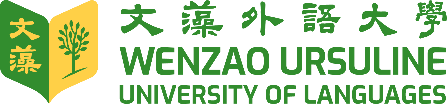 文藻
文藻外語大學
WENZAO URSULINE
UNIVERSITY OF LANGUAGES